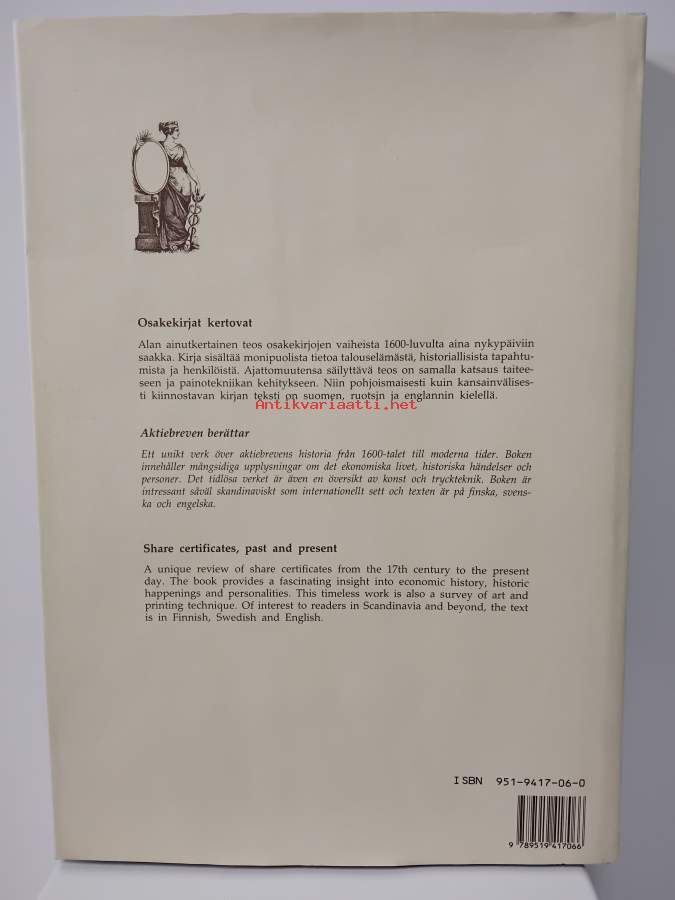 Osakekirjat kertovat
Alan ainutkertainen teos osakekirjojen vaiheista 1600-luvulta aina nykypäiviin
saakka. Kirja sisältää monipuolista tietoa talouselämästä, historiallisista tapahtu-
mista ja henkilöistä. Ajattomuutensa säilyttävä teos on samalla katsaus taitee-
seen ja painotekniikan kehitykseen. Niin pohjoismaisesti kuin kansainvälises-
ti kiinnostavan kirjan teksti on suomen, ruotsin ja englannin kielellä.
Antikvariaatti.net
Aktiebreven berättar
Ett unikt verk över aktiebrevens historia från 1600-talet till moderna tider. Boken
innehåller mångsidiga upplysningar om det ekonomiska livet, historiska händelser och
personer. Det tidlösa verket är även en översikt av konst och tryckteknik. Boken är
intressant såväl skandinaviskt som internationellt sett och texten är på finska, svens-
ka och engelska.
Share certificates, past and present
A unique review of share certificates from the 17th century to the present
day. The book provides a fascinating insight into economic history, historic
happenings and personalities. This timeless work is also a survey of art and
printing technique. Of interest to readers in Scandinavia and beyond, the text
is in Finnish, Swedish and English.
ISBN 951-9417-06-0
9 789519 417066